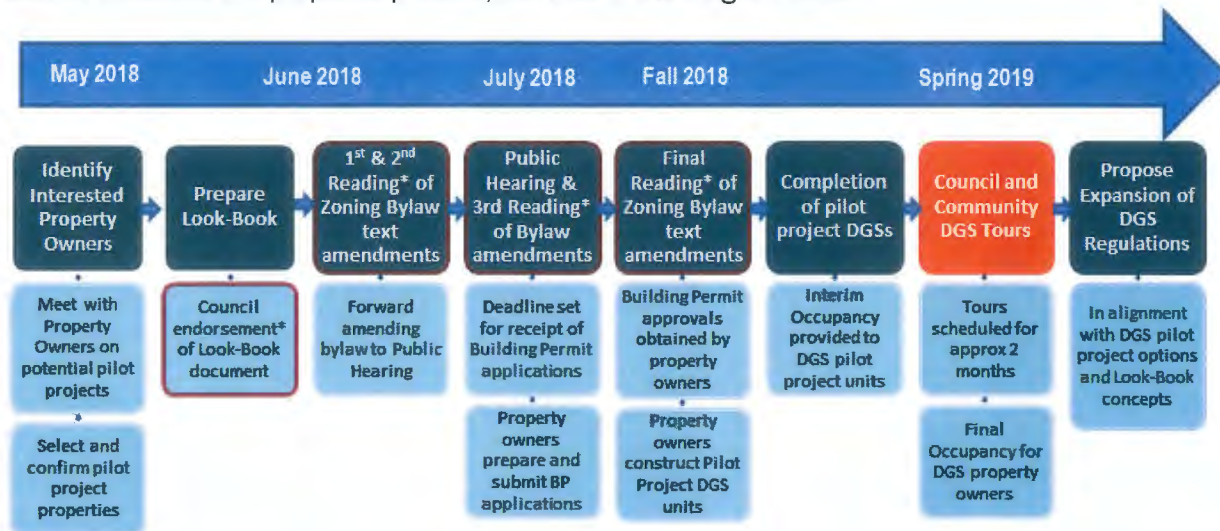 May 2018
June 2018
July 2018
Fall 2018
Spring 2019
Identify
Interested
Property
Owners
Prepare
Look-Book
1st & 2nd
Reading* of
Zoning Bylaw
text
amendments
Public
Hearing &
3rd Reading*
of Bylaw
amendments
Final
Reading* of
Zoning Bylaw
text
amendments
Completion
of pilot
project DGSs
Council and
Community
DGS Tours
Propose
Expansion of
DGS
Regulations
Meet with
Property
Owners on
potential pilot
projects
Council
endorsement*
of Look-Book
document
Forward
amending
bylaw to Public
Hearing
Deadline set
for receipt of
Building Permit
applications
Building Permit
approvals
obtained by
property
owners
Interim
Occupancy
provided to
DGS pilot
project units
Tours
scheduled for
approx 2
months
In alignment
with DGS pilot
project options
and Look-Book
concepts
Select and
confirm pilot
project
properties
Property
owners
prepare and
submit BP
applications
Property
owners
construct Pilot
Project DGS
units
Final
Occupancy for
DGS property
owners